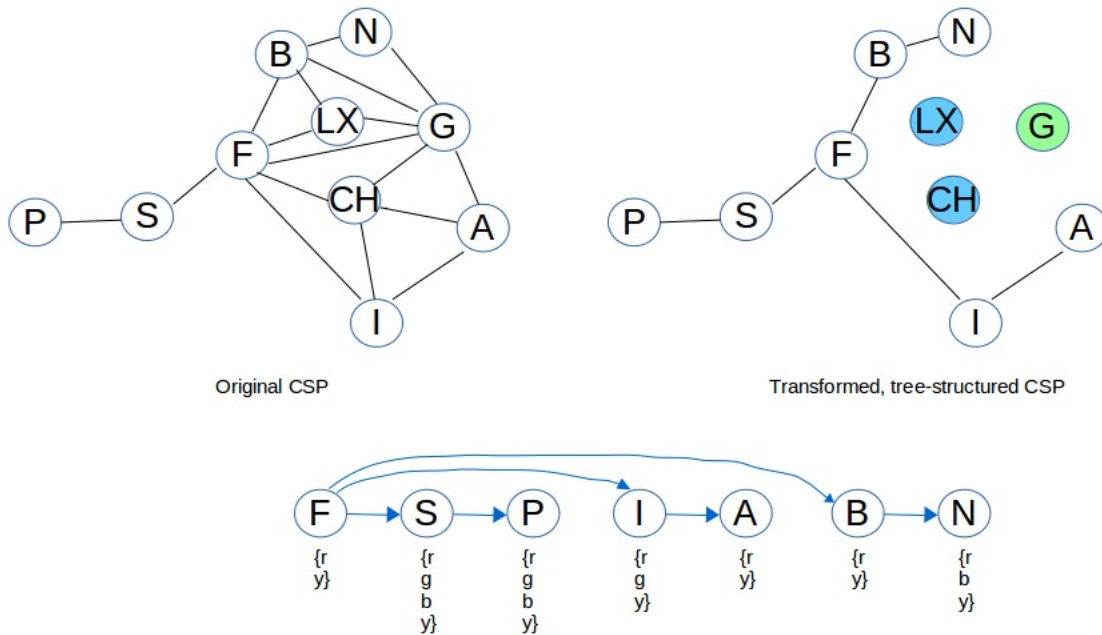 N
B
LX
G
F
CH
S
P
A
I
N
B
LX
G
F
CH
S
P
A
I
Original CSP
Transformed, tree-structured CSP
F S P I A B N
{r {r {r {r {r {r {r
y} g g g y} y} b
b b y} y}
y} y}